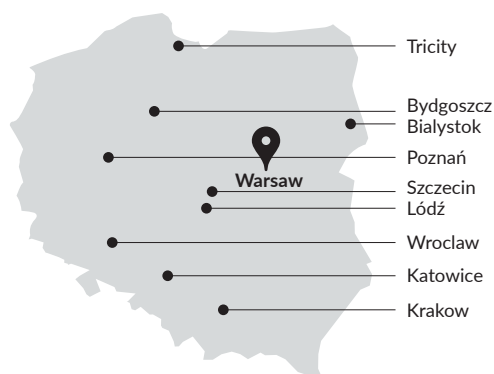 Tricity
Bydgoszcz
Bialystok
Poznań
Warsaw
Szczecin
Lódź
Wroclaw
Katowice
Krakow